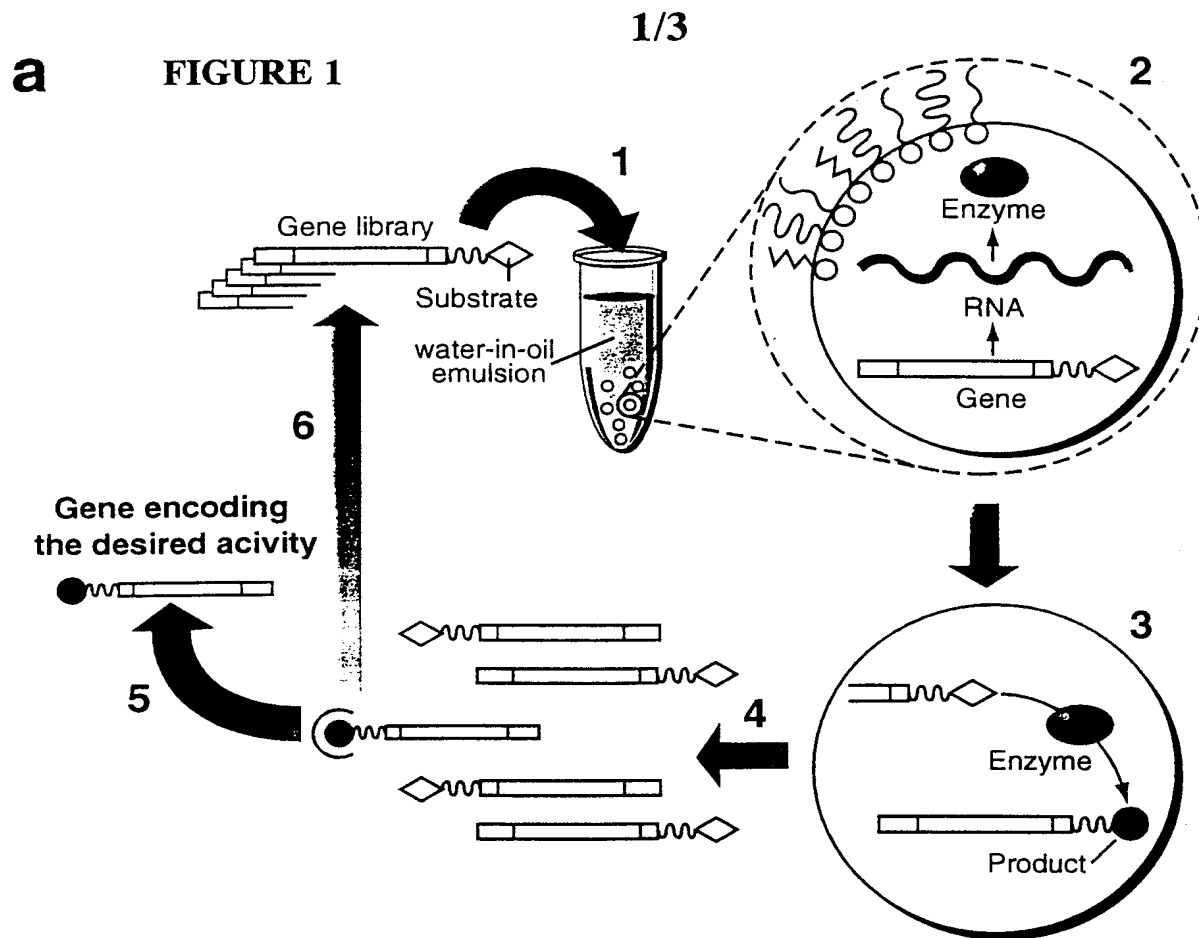 1/3
a FIGURE 1
1
2
Gene library
Substrate
water-in-oil
emulsion
Enzyme
RNA
Gene
6
Gene encoding
the desired acivity
5
4
3
Enzyme
Product